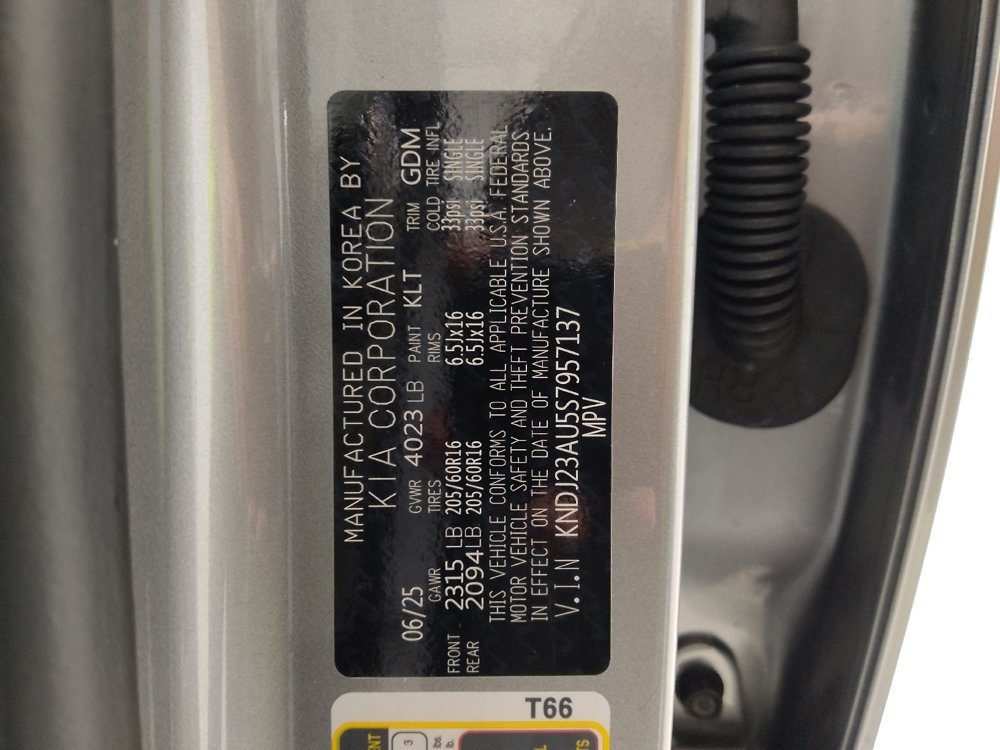 MANUFACTURED IN KOREA BY
KIA CORPORATION
06/25 GVWR 4023 LB PAINT KLT TRIM GDM
GAWR TIRES RIMS COLD TIRE INFL
FRONT 2315 LB 205/60R16 6.5Jx16 33psi SINGLE
REAR 2094LB 205/60R16 6.5Jx16 33psi SINGLE
THIS VEHICLE CONFORMS TO ALL APPLICABLE U.S.A. FEDERAL
MOTOR VEHICLE SAFETY AND THEFT PREVENTION STANDARDS
IN EFFECT ON THE DATE OF MANUFACTURE SHOWN ABOVE.
V.I.N KNDJ23AU5S7957137
MPV
T66
3
lbs.
lb.